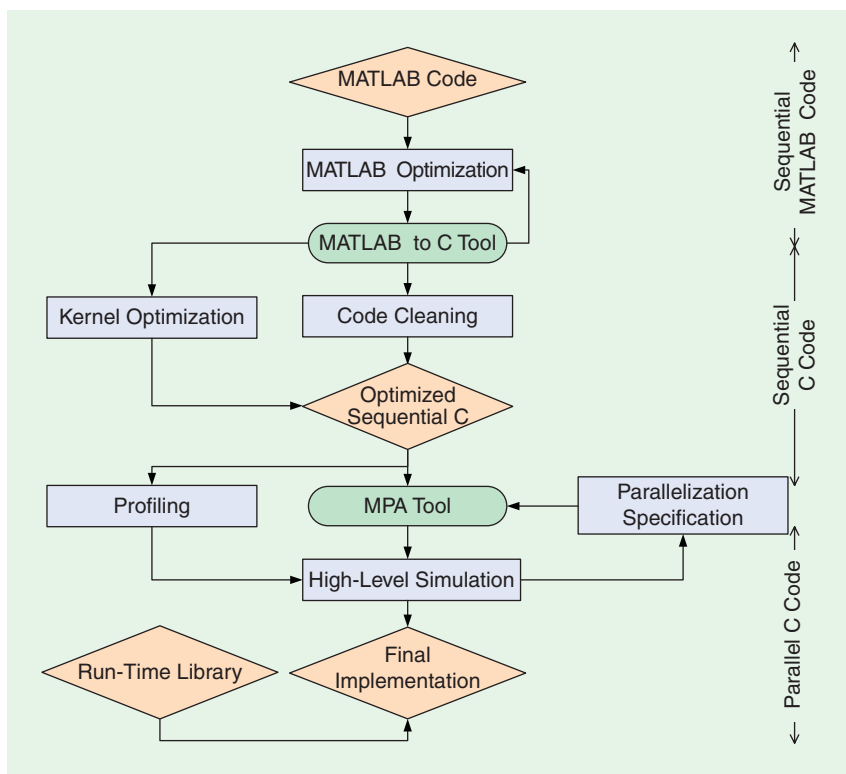 MATLAB Code
MATLAB Optimization
MATLAB to C Tool
Kernel Optimization
Code Cleaning
Optimized
Sequential C
Profiling
MPA Tool
Parallelization
Specification
High-Level Simulation
Run-Time Library
Final
Implementation
Sequential
MATLAB Code
Sequential
C Code
Parallel C Code